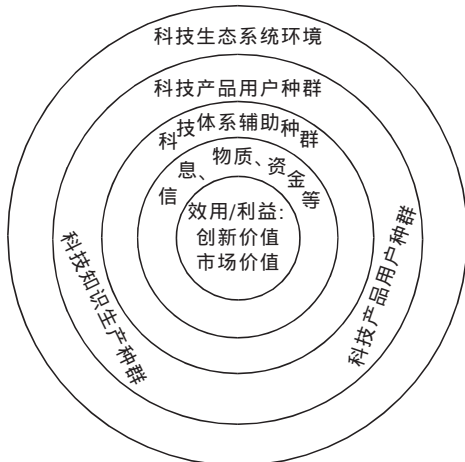 科技生态系统环境
科技产品用户种群
科技体系辅助种群
信息、物质、资金等
效用/利益:
创新价值
市场价值
科技知识生产种群
科技产品用户种群